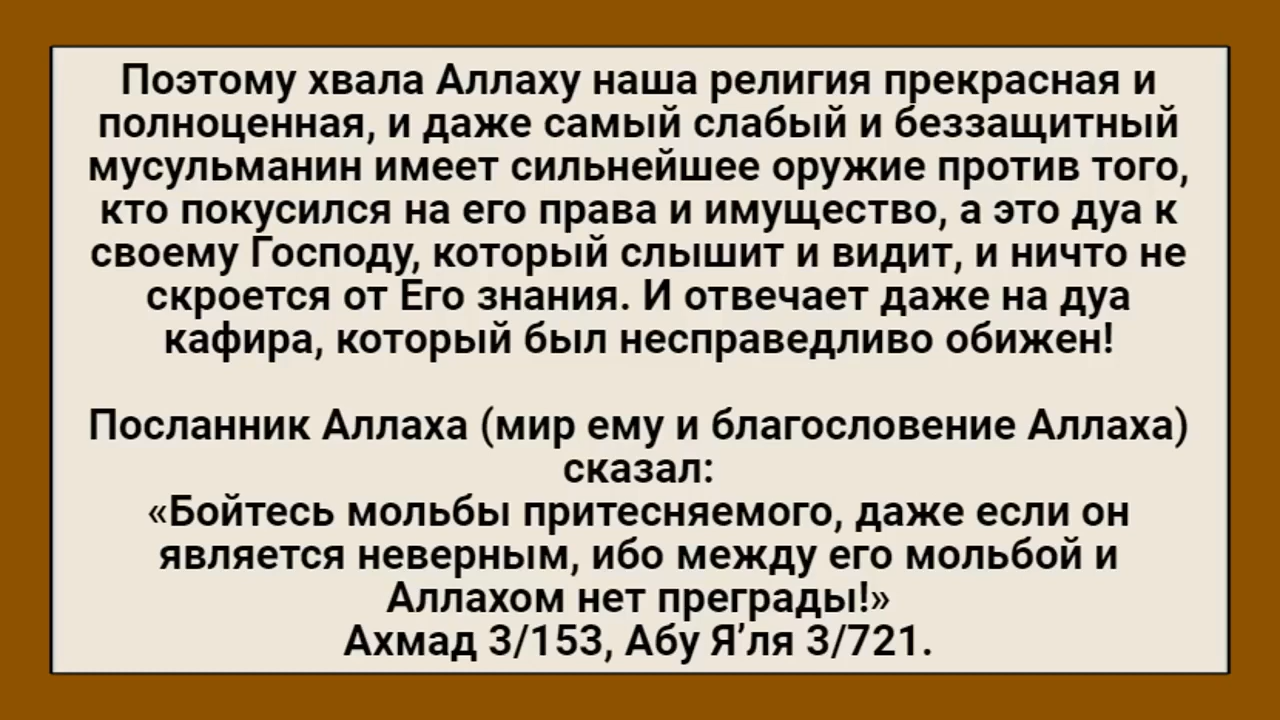 Поэтому хвала Аллаху наша религия прекрасная и
полноценная, и даже самый слабый и беззащитный
мусульманин имеет сильнейшее оружие против того,
кто покусился на его права и имущество, а это дуа к
своему Господу, который слышит и видит, и ничто не
скроется от Его знания. И отвечает даже на дуа
кафира, который был несправедливо обижен!
Посланник Аллаха (мир ему и благословение Аллаха)
сказал:
«Бойтесь мольбы притесняемого, даже если он
является неверным, ибо между его мольбой и
Аллахом нет преграды!»
Ахмад 3/153, Абу Я’ля 3/721.